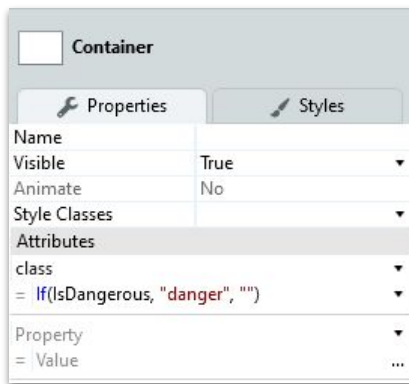 Container
Properties Styles
Name
Visible True
Animate No
Style Classes
Attributes
class
= If(IsDangerous, "danger", "")
Property
= Value ...